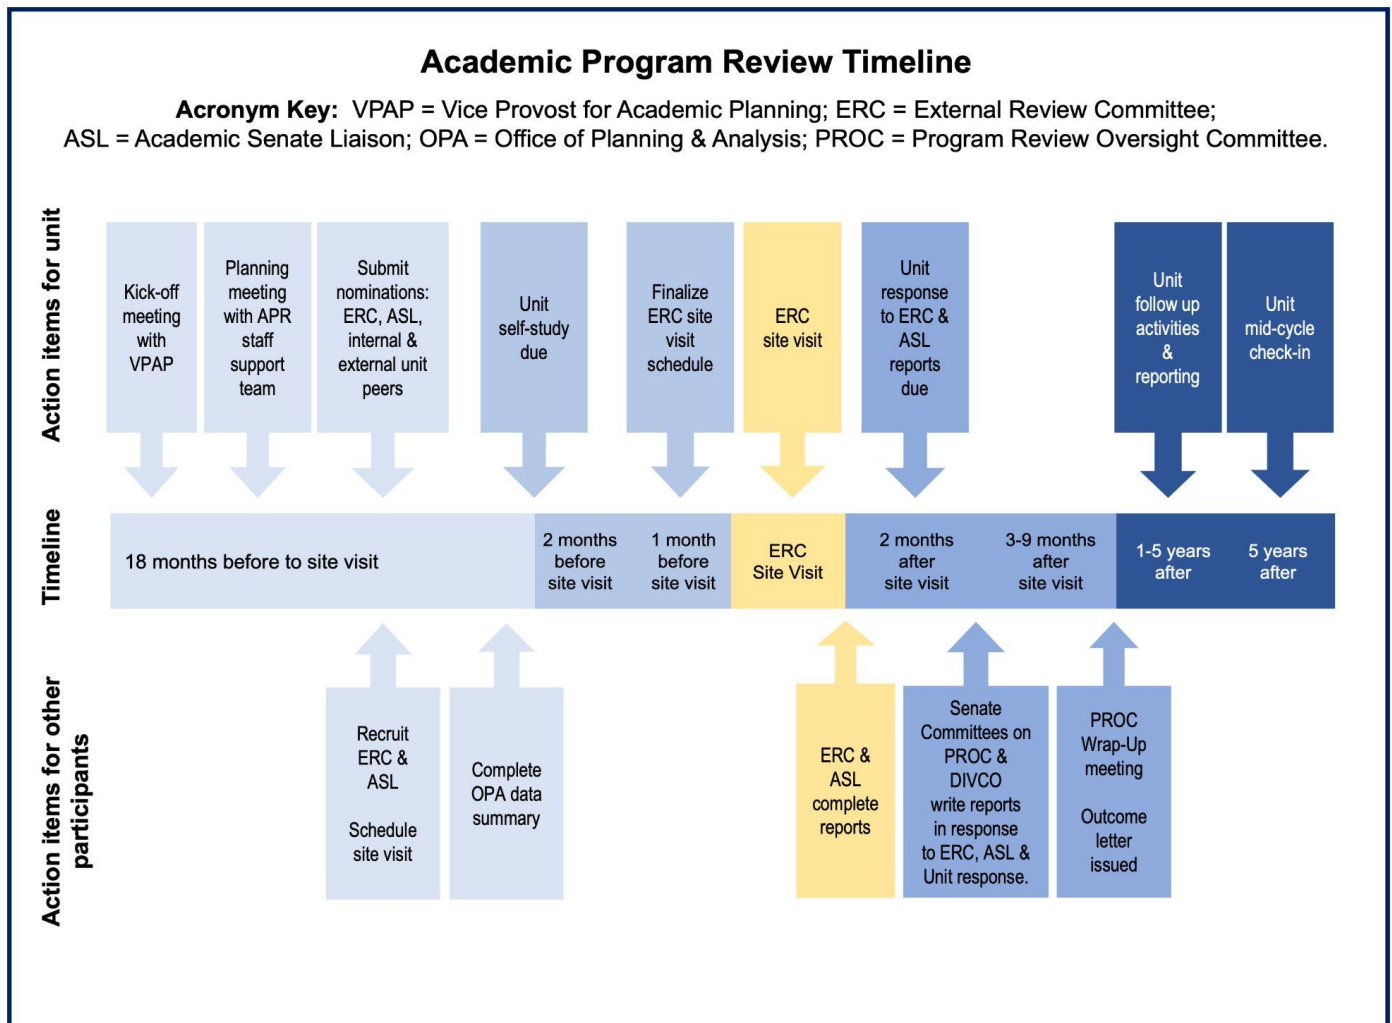 Academic Program Review Timeline
Acronym Key: VPAP = Vice Provost for Academic Planning; ERC = External Review Committee;
ASL = Academic Senate Liaison; OPA = Office of Planning & Analysis; PROC = Program Review Oversight Committee.
Action items for unit
Kick-off
meeting
with
VPAP
Planning
meeting
with APR
staff
support
team
Submit
nominations:
ERC, ASL,
internal &
external unit
peers
Unit
self-study
due
Finalize
ERC site
visit
schedule
ERC
site visit
Unit
response
to ERC &
ASL
reports
due
Unit
follow up
activities
&
reporting
Unit
mid-cycle
check-in
Timeline
18 months before to site visit
2 months
before
site visit
1 month
before
site visit
ERC
Site Visit
2 months
after
site visit
3-9 months
after
site visit
1-5 years
after
5 years
after
Action items for other
participants
Recruit
ERC &
ASL
Schedule
site visit
Complete
OPA data
summary
ERC &
ASL
complete
reports
Senate
Committees on
PROC &
DIVCO
write reports
in response
to ERC, ASL &
Unit response.
PROC
Wrap-Up
meeting
Outcome
letter
issued